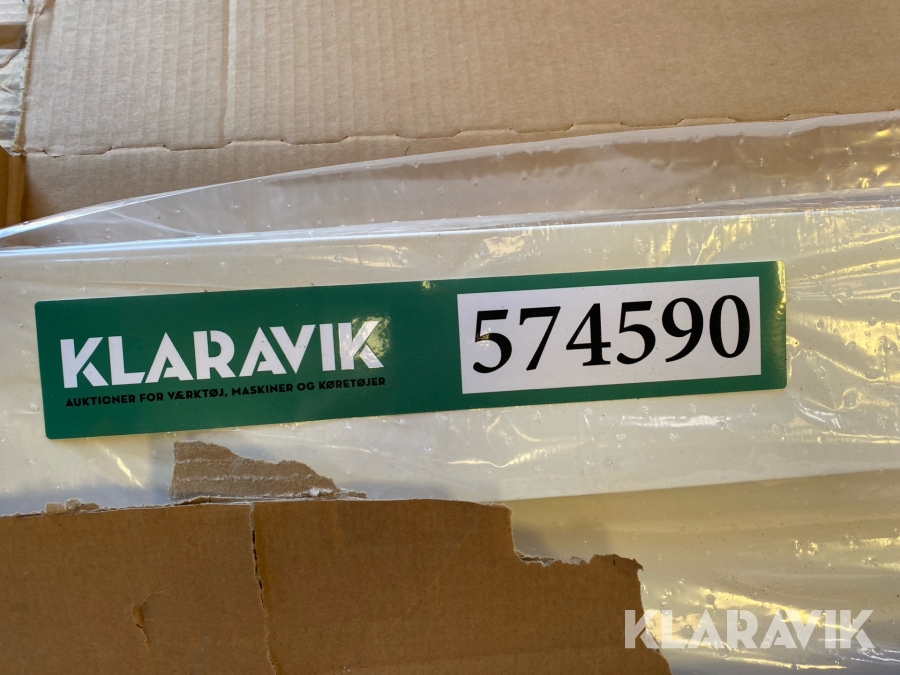 KLARAVIK
AUKTIONER FOR VÆRKTØJ, MASKINER OG KØRETØJER
574590
KLARAVIK